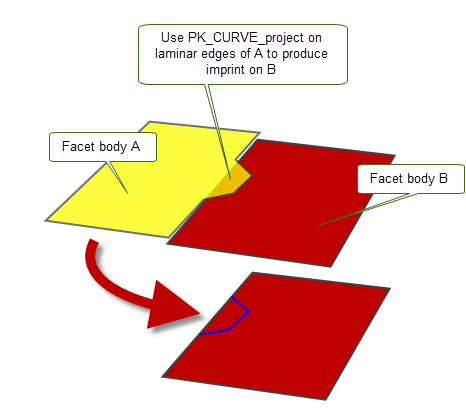 Use PK_CURVE_project on
laminar edges of A to produce
imprint on B
Facet body A
Facet body B